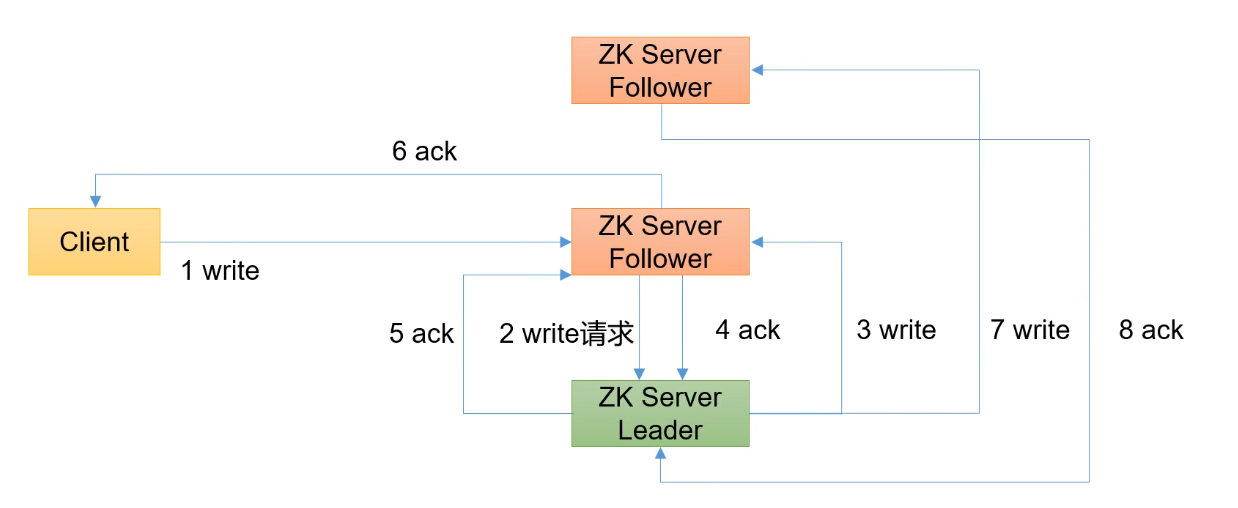 ZK Server
Follower
6 ack
Client
ZK Server
Follower
1 write
5 ack
2 write请求
4 ack
3 write
7 write
8 ack
ZK Server
Leader